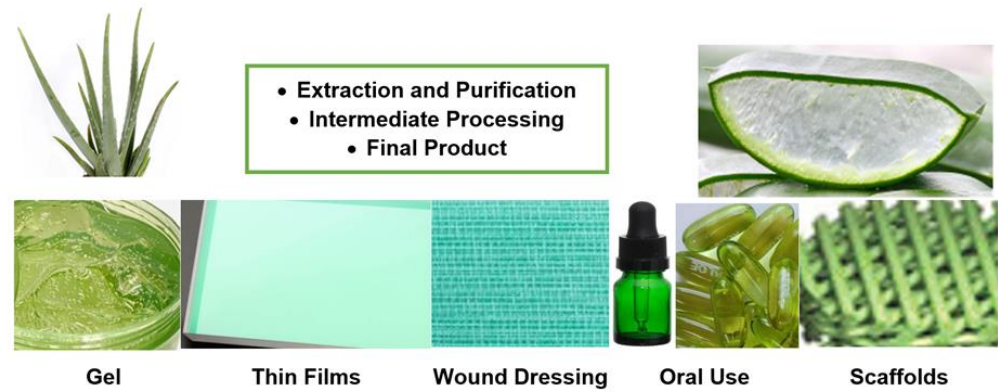 • Extraction and Purification
• Intermediate Processing
• Final Product
Gel
Thin Films
Wound Dressing
Oral Use
Scaffolds